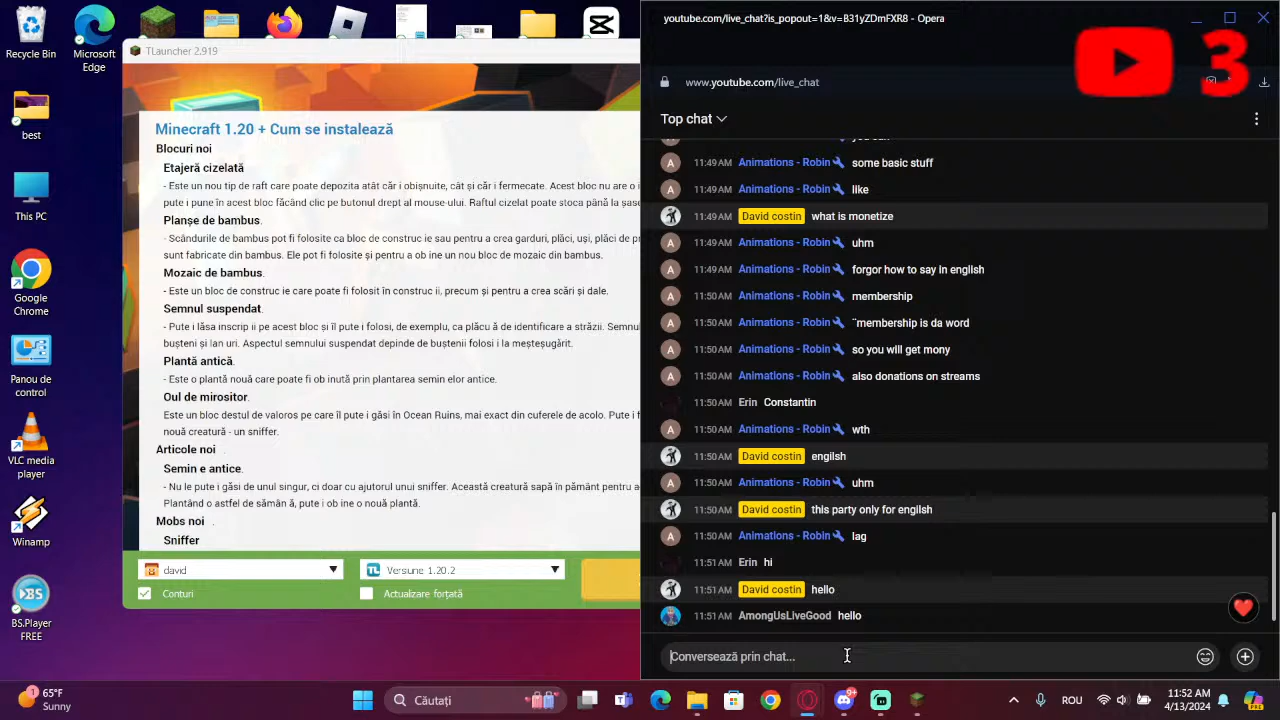 Recycle Bin
Microsoft Edge
best
This PC
Google Chrome
Panou de control
VLC media player
Winamp
BS.Player FREE
TLauncher 2.919
Minecraft 1.20 + Cum se instalează
Blocuri noi
Etajeră cizelată
- Este un nou tip de raft care poate depozita atât căr i obișnuite, cât și căr i fermecate. Acest bloc nu are o i
pute i pune în acest bloc făcând clic pe butonul drept al mouse-ului. Raftul cizelat poate stoca până la șase
Planșe de bambus.
- Scândurile de bambus pot fi folosite ca bloc de construc ie sau pentru a crea garduri, plăci, uși, plăci de pr
sunt fabricate din bambus. Ele pot fi folosite și pentru a ob ine un nou bloc de mozaic din bambus.
Mozaic de bambus.
- Este un bloc de construc ie care poate fi folosit în construc ii, precum și pentru a crea scări și dale.
Semnul suspendat.
- Pute i lăsa inscrip ii pe acest bloc și îl pute i folosi, de exemplu, ca plăcu ă de identificare a străzii. Semnul
bușteni și lan uri. Aspectul semnului suspendat depinde de buștenii folosi i la meșteșugărit.
Plantă antică.
- Este o plantă nouă care poate fi ob inută prin plantarea semin elor antice.
Oul de mirositor.
Este un bloc destul de valoros pe care îl pute i găsi în Ocean Ruins, mai exact din cuferele de acolo. Pute i f
nouă creatură - un sniffer.
Articole noi .
Semin e antice.
- Nu le pute i găsi de unul singur, ci doar cu ajutorul unui sniffer. Această creatură sapă în pământ pentru a
Plantând o astfel de sămân ă, pute i ob ine o nouă plantă.
Mobs noi .
Sniffer
david
Versiune 1.20.2
Conturi
Actualizare forțată
youtube.com/live_chat?is_popout=1&v=
www.youtube.com/live_chat
3
Top chat
11:49 AM Animations - Robin some basic stuff
11:49 AM Animations - Robin like
11:49 AM David costin what is monetize
11:49 AM Animations - Robin uhm
11:49 AM Animations - Robin forgor how to say in english
11:50 AM Animations - Robin membership
11:50 AM Animations - Robin ¨membership is da word
11:50 AM Animations - Robin so you will get mony
11:50 AM Animations - Robin also donations on streams
11:50 AM Erin Constantin
11:50 AM Animations - Robin wth
11:50 AM David costin engilsh
11:50 AM Animations - Robin uhm
11:50 AM David costin this party only for engilsh
11:50 AM Animations - Robin lag
11:51 AM Erin hi
11:51 AM David costin hello
11:51 AM AmongUsLiveGood hello
Conversează prin chat...
65°F
Sunny
Căutați
ROU
11:52 AM
4/13/2024